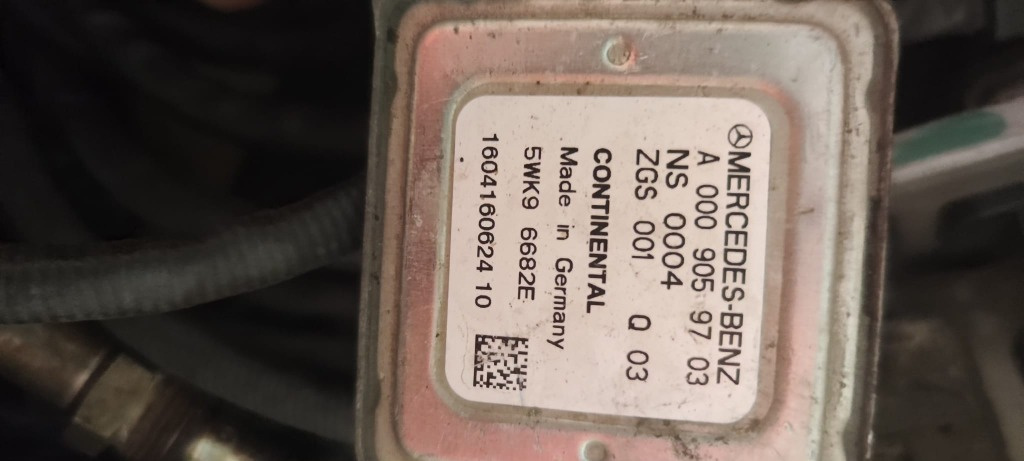 MERCEDES-BENZ
A 000 905 97 03
NS 0004
ZGS 001 Q 03
CONTINENTAL
Made in Germany
5WK9 6682E
1604160624 10